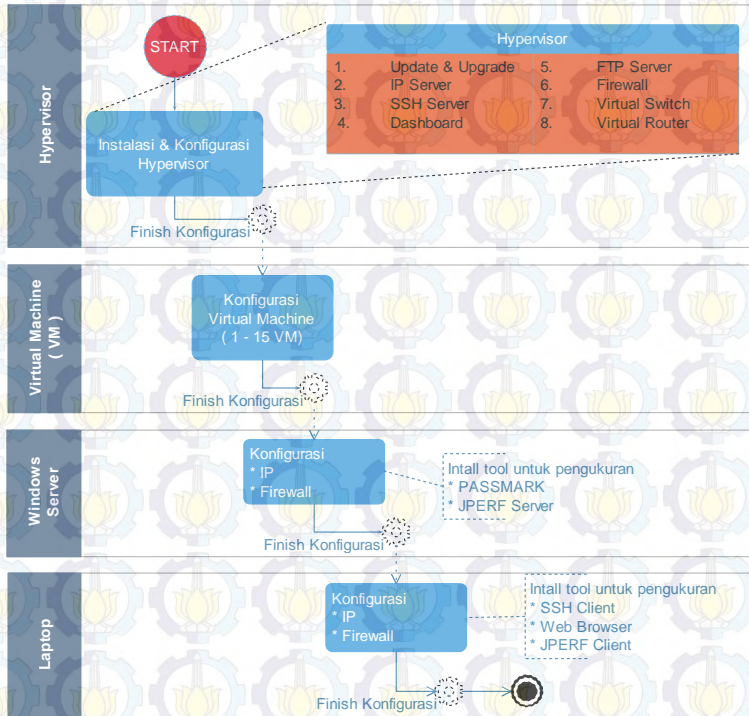 Hypervisor
START
Instalasi & Konfigurasi
Hypervisor
Finish Konfigurasi
Hypervisor
1. Update & Upgrade
2. IP Server
3. SSH Server
4. Dashboard
5. FTP Server
6. Firewall
7. Virtual Switch
8. Virtual Router
Virtual Machine
( VM )
Konfigurasi
Virtual Machine
( 1 - 15 VM)
Finish Konfigurasi
Windows
Server
Konfigurasi
* IP
* Firewall
Finish Konfigurasi
Intall tool untuk pengukuran
* PASSMARK
* JPERF Server
Laptop
Konfigurasi
* IP
* Firewall
Finish Konfigurasi
Intall tool untuk pengukuran
* SSH Client
* Web Browser
* JPERF Client